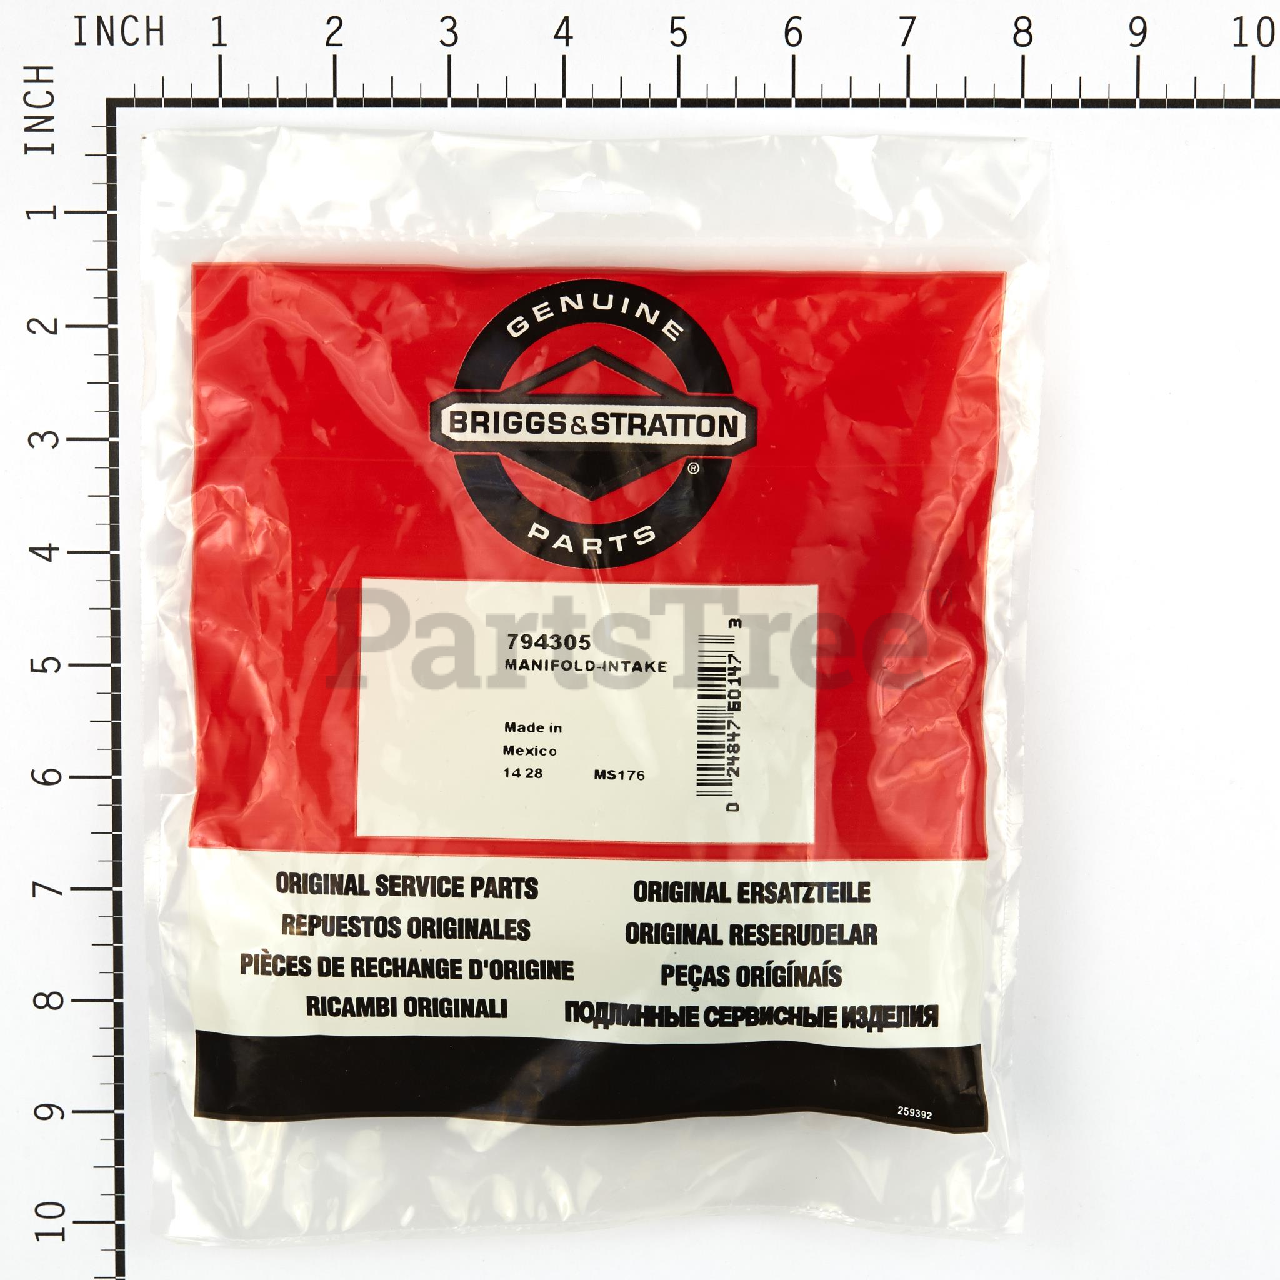 INCH 1 2 3 4 5 6 7 8 9 10
INCH 1 2 3 4 5 6 7 8 9 10
GENUINE
BRIGGS&STRATTON
®
PARTS
PartsTree
794305
MANIFOLD-INTAKE
Made in
Mexico
14 28 MS176
0 24847 60147 3
ORIGINAL SERVICE PARTS
REPUESTOS ORIGINALES
PIÈCES DE RECHANGE D'ORIGINE
RICAMBI ORIGINALI
ORIGINAL ERSATZTEILE
ORIGINAL RESERUDELAR
PEÇAS ORÍGÍNAÍS
ПОДЛИННЫЕ СЕРВИСНЫЕ ИЗДЕЛИЯ
259392